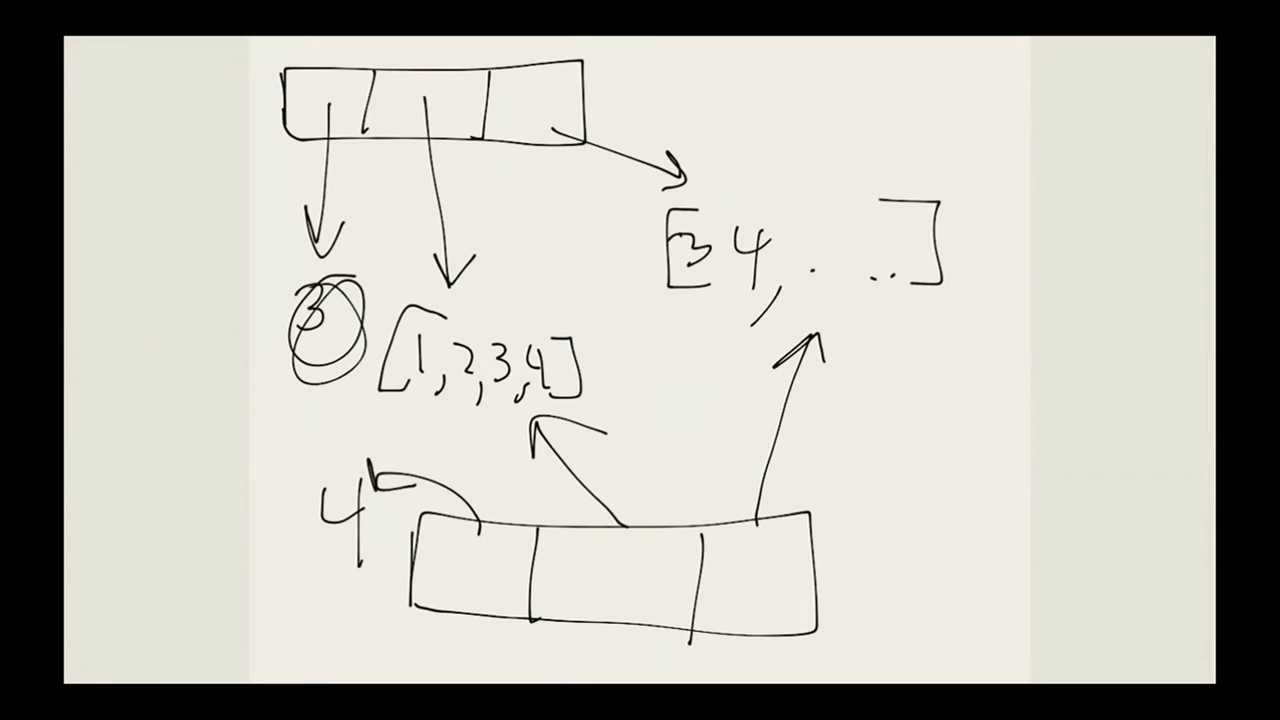 [3 4, . ..]
3
[1,2,3,4]
4